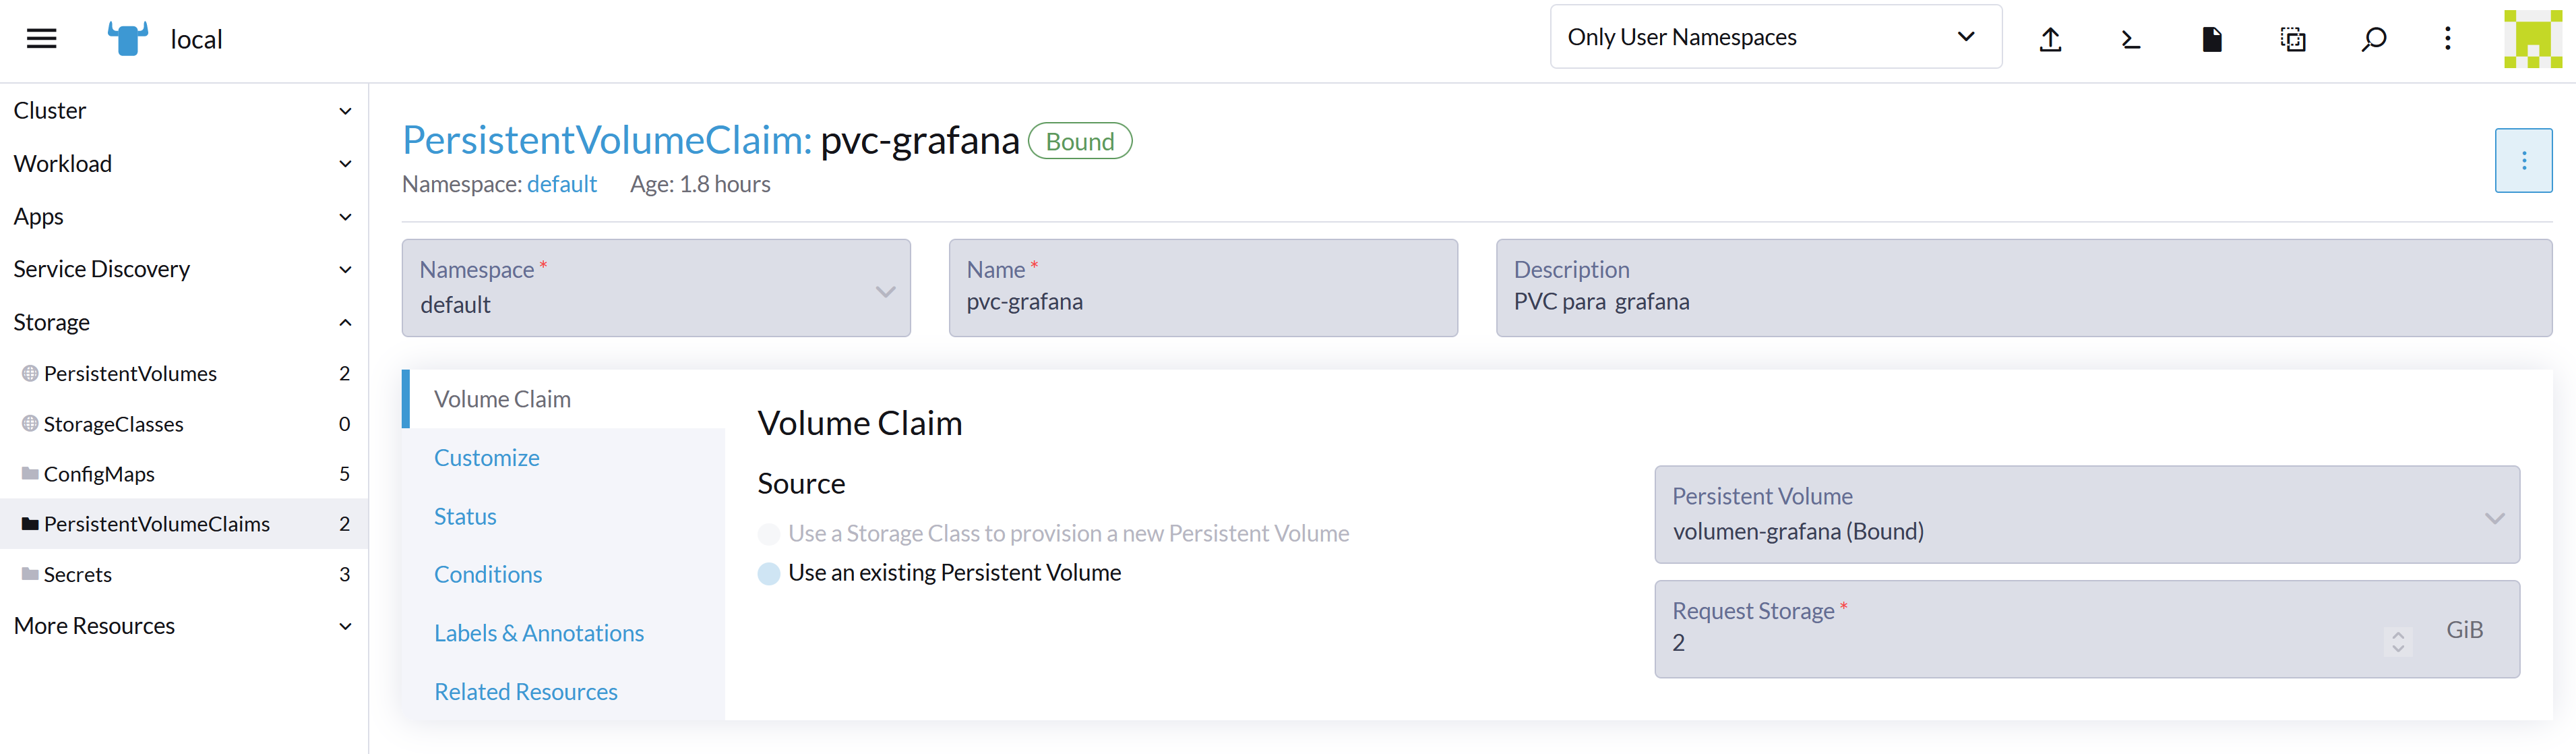 local
Only User Namespaces
Cluster
Workload
Apps
Service Discovery
Storage
PersistentVolumes 2
StorageClasses 0
ConfigMaps 5
PersistentVolumeClaims 2
Secrets 3
More Resources
PersistentVolumeClaim: pvc-grafana Bound
Namespace: default Age: 1.8 hours
Namespace *
default
Name *
pvc-grafana
Description
PVC para  grafana
Volume Claim
Customize
Status
Conditions
Labels & Annotations
Related Resources
Volume Claim
Source
Use a Storage Class to provision a new Persistent Volume
Use an existing Persistent Volume
Persistent Volume
volumen-grafana (Bound)
Request Storage *
2
GiB